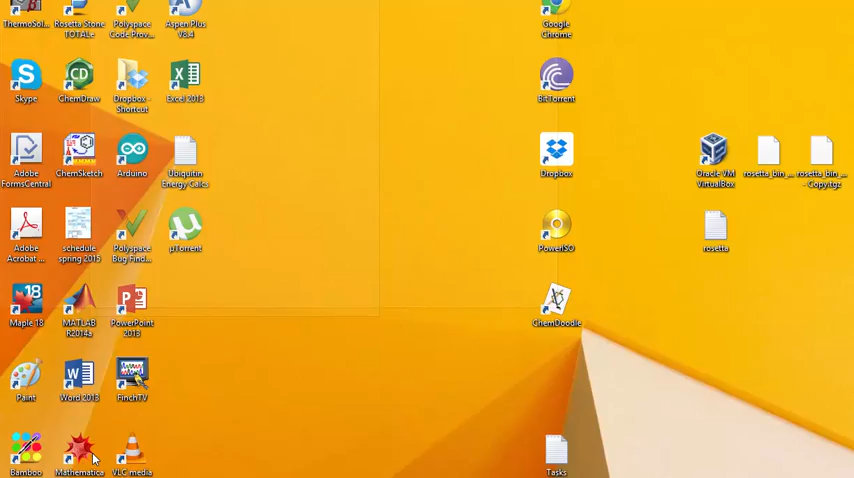 ThermoSol...
Rosetta Stone
TOTALe
Polyspace
Code Prov...
Aspen Plus
V8.4
Google
Chrome
Skype
ChemDraw
Dropbox -
Shortcut
Excel 2013
BitTorrent
Adobe
FormsCentral
ChemSketch
Arduino
Ubiquitin
Energy Calcs
Dropbox
Oracle VM
VirtualBox
rosetta_bin_...
rosetta_bin_...
- Copy.tgz
Adobe
Acrobat ...
schedule
spring 2015
Polyspace
Bug Find...
µTorrent
PowerISO
rosetta
Maple 18
MATLAB
R2014a
PowerPoint
2013
ChemDoodle
Paint
Word 2013
FinchTV
Bamboo
Mathematica
VLC media
Tasks